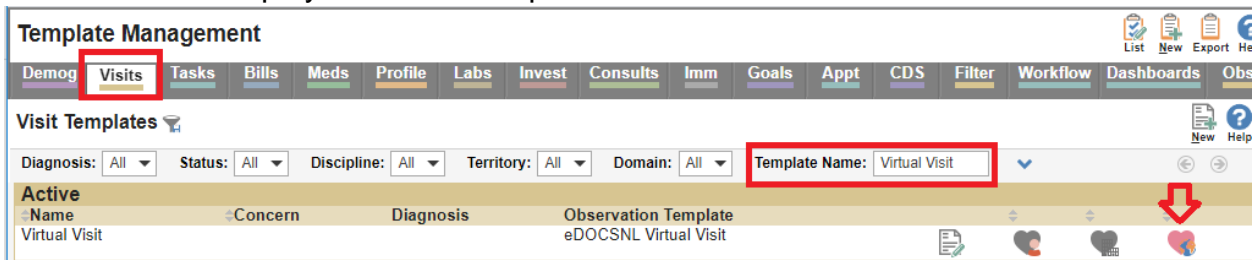 Template Management
List New Export He
Demog Visits Tasks Bills Meds Profile Labs Invest Consults Imm Goals Appt CDS Filter Workflow Dashboards Obs
Visit Templates
New Help
Diagnosis: All Status: All Discipline: All Territory: All Domain: All Template Name: Virtual Visit
Active
Name Concern Diagnosis Observation Template
Virtual Visit eDOCSNL Virtual Visit